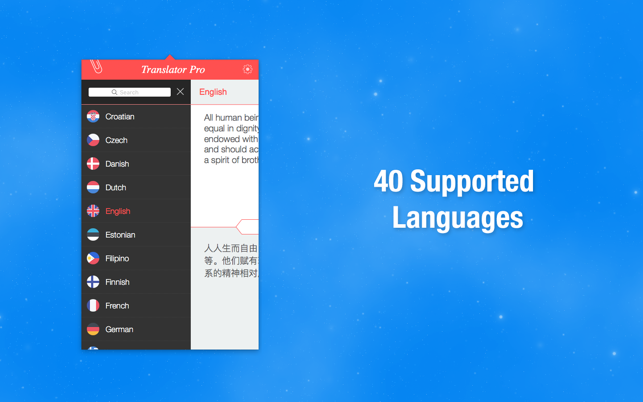 Translator Pro
Search
English
Croatian
Czech
Danish
Dutch
English
Estonian
Filipino
Finnish
French
German
All human bein
equal in dignity
endowed with
and should ac
a spirit of broth
人人生而自由
等。他们赋有
系的精神相对
40 Supported
Languages